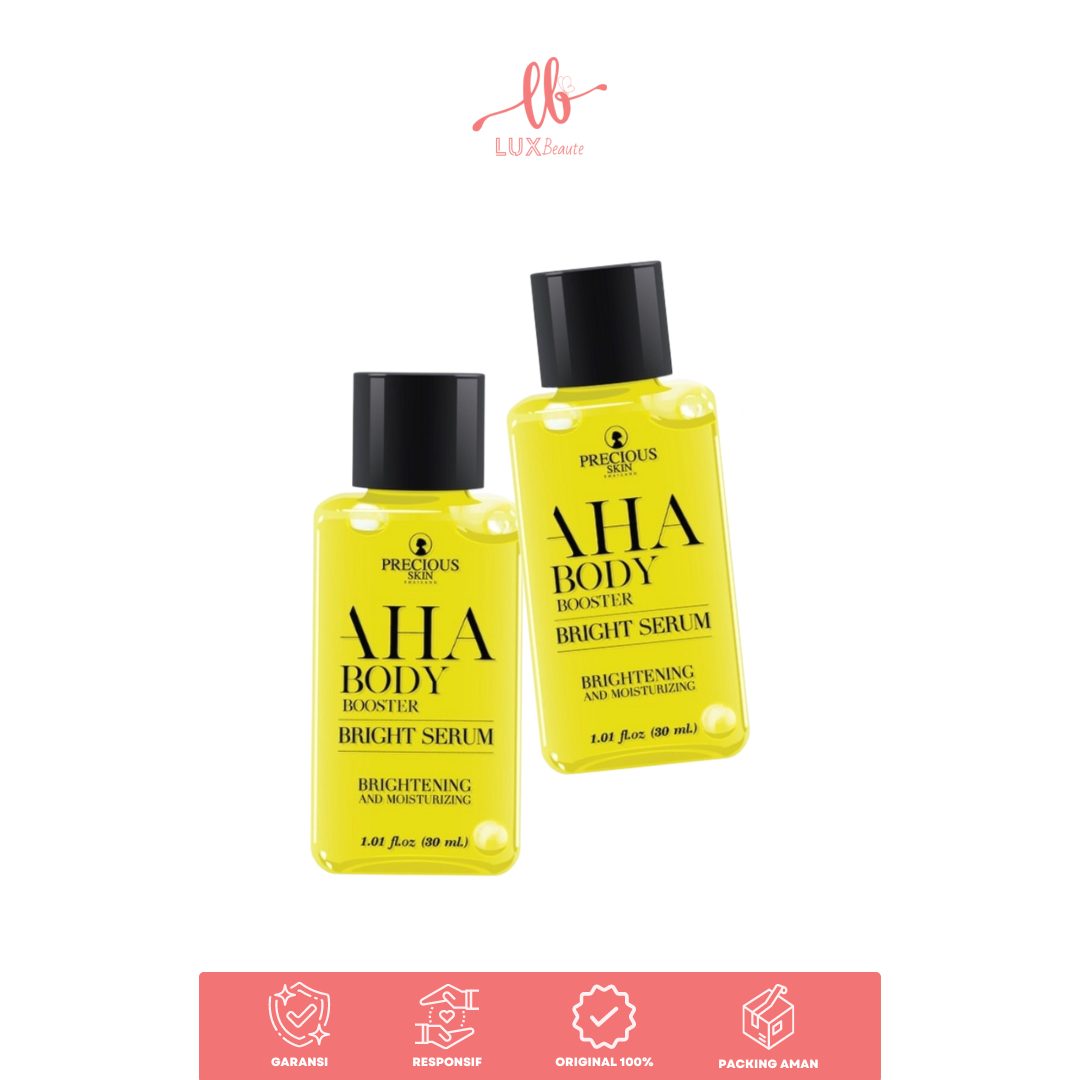 lb
LUX Beaute
PRECIOUS
SKIN
THAILAND
AHA
BODY
BOOSTER
BRIGHT SERUM
BRIGHTENING
AND MOISTURIZING
1.01 fl.oz (30 ml.)
PRECIOUS
SKIN
THAILAND
AHA
BODY
BOOSTER
BRIGHT SERUM
BRIGHTENING
AND MOISTURIZING
1.01 fl.oz (30 ml.)
GARANSI
RESPONSIF
ORIGINAL 100%
PACKING AMAN